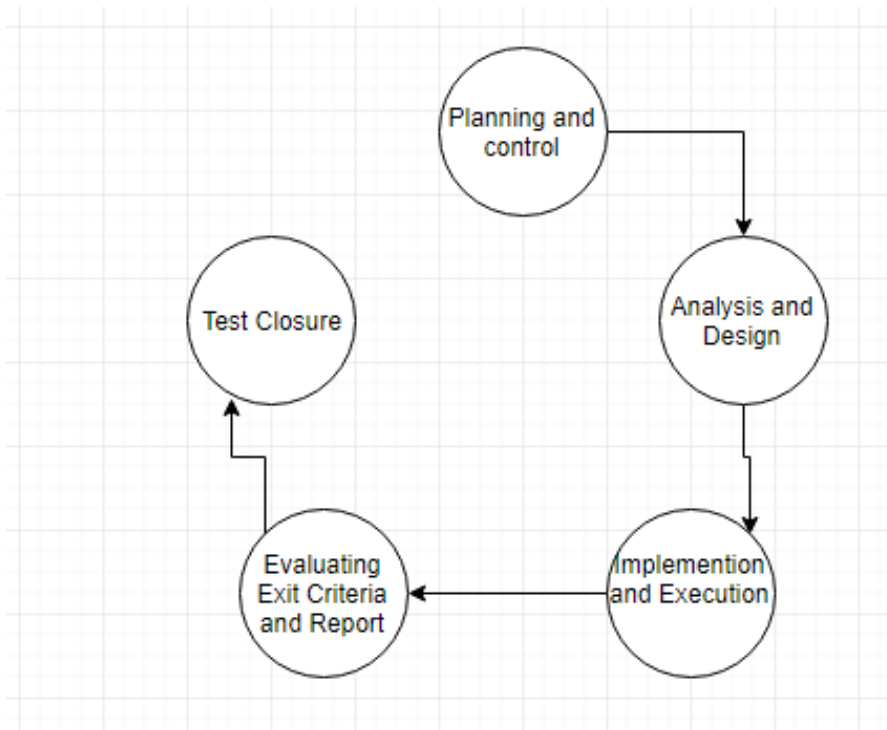 Planning and
control
Analysis and
Design
Implemention
and Execution
Evaluating
Exit Criteria
and Report
Test Closure